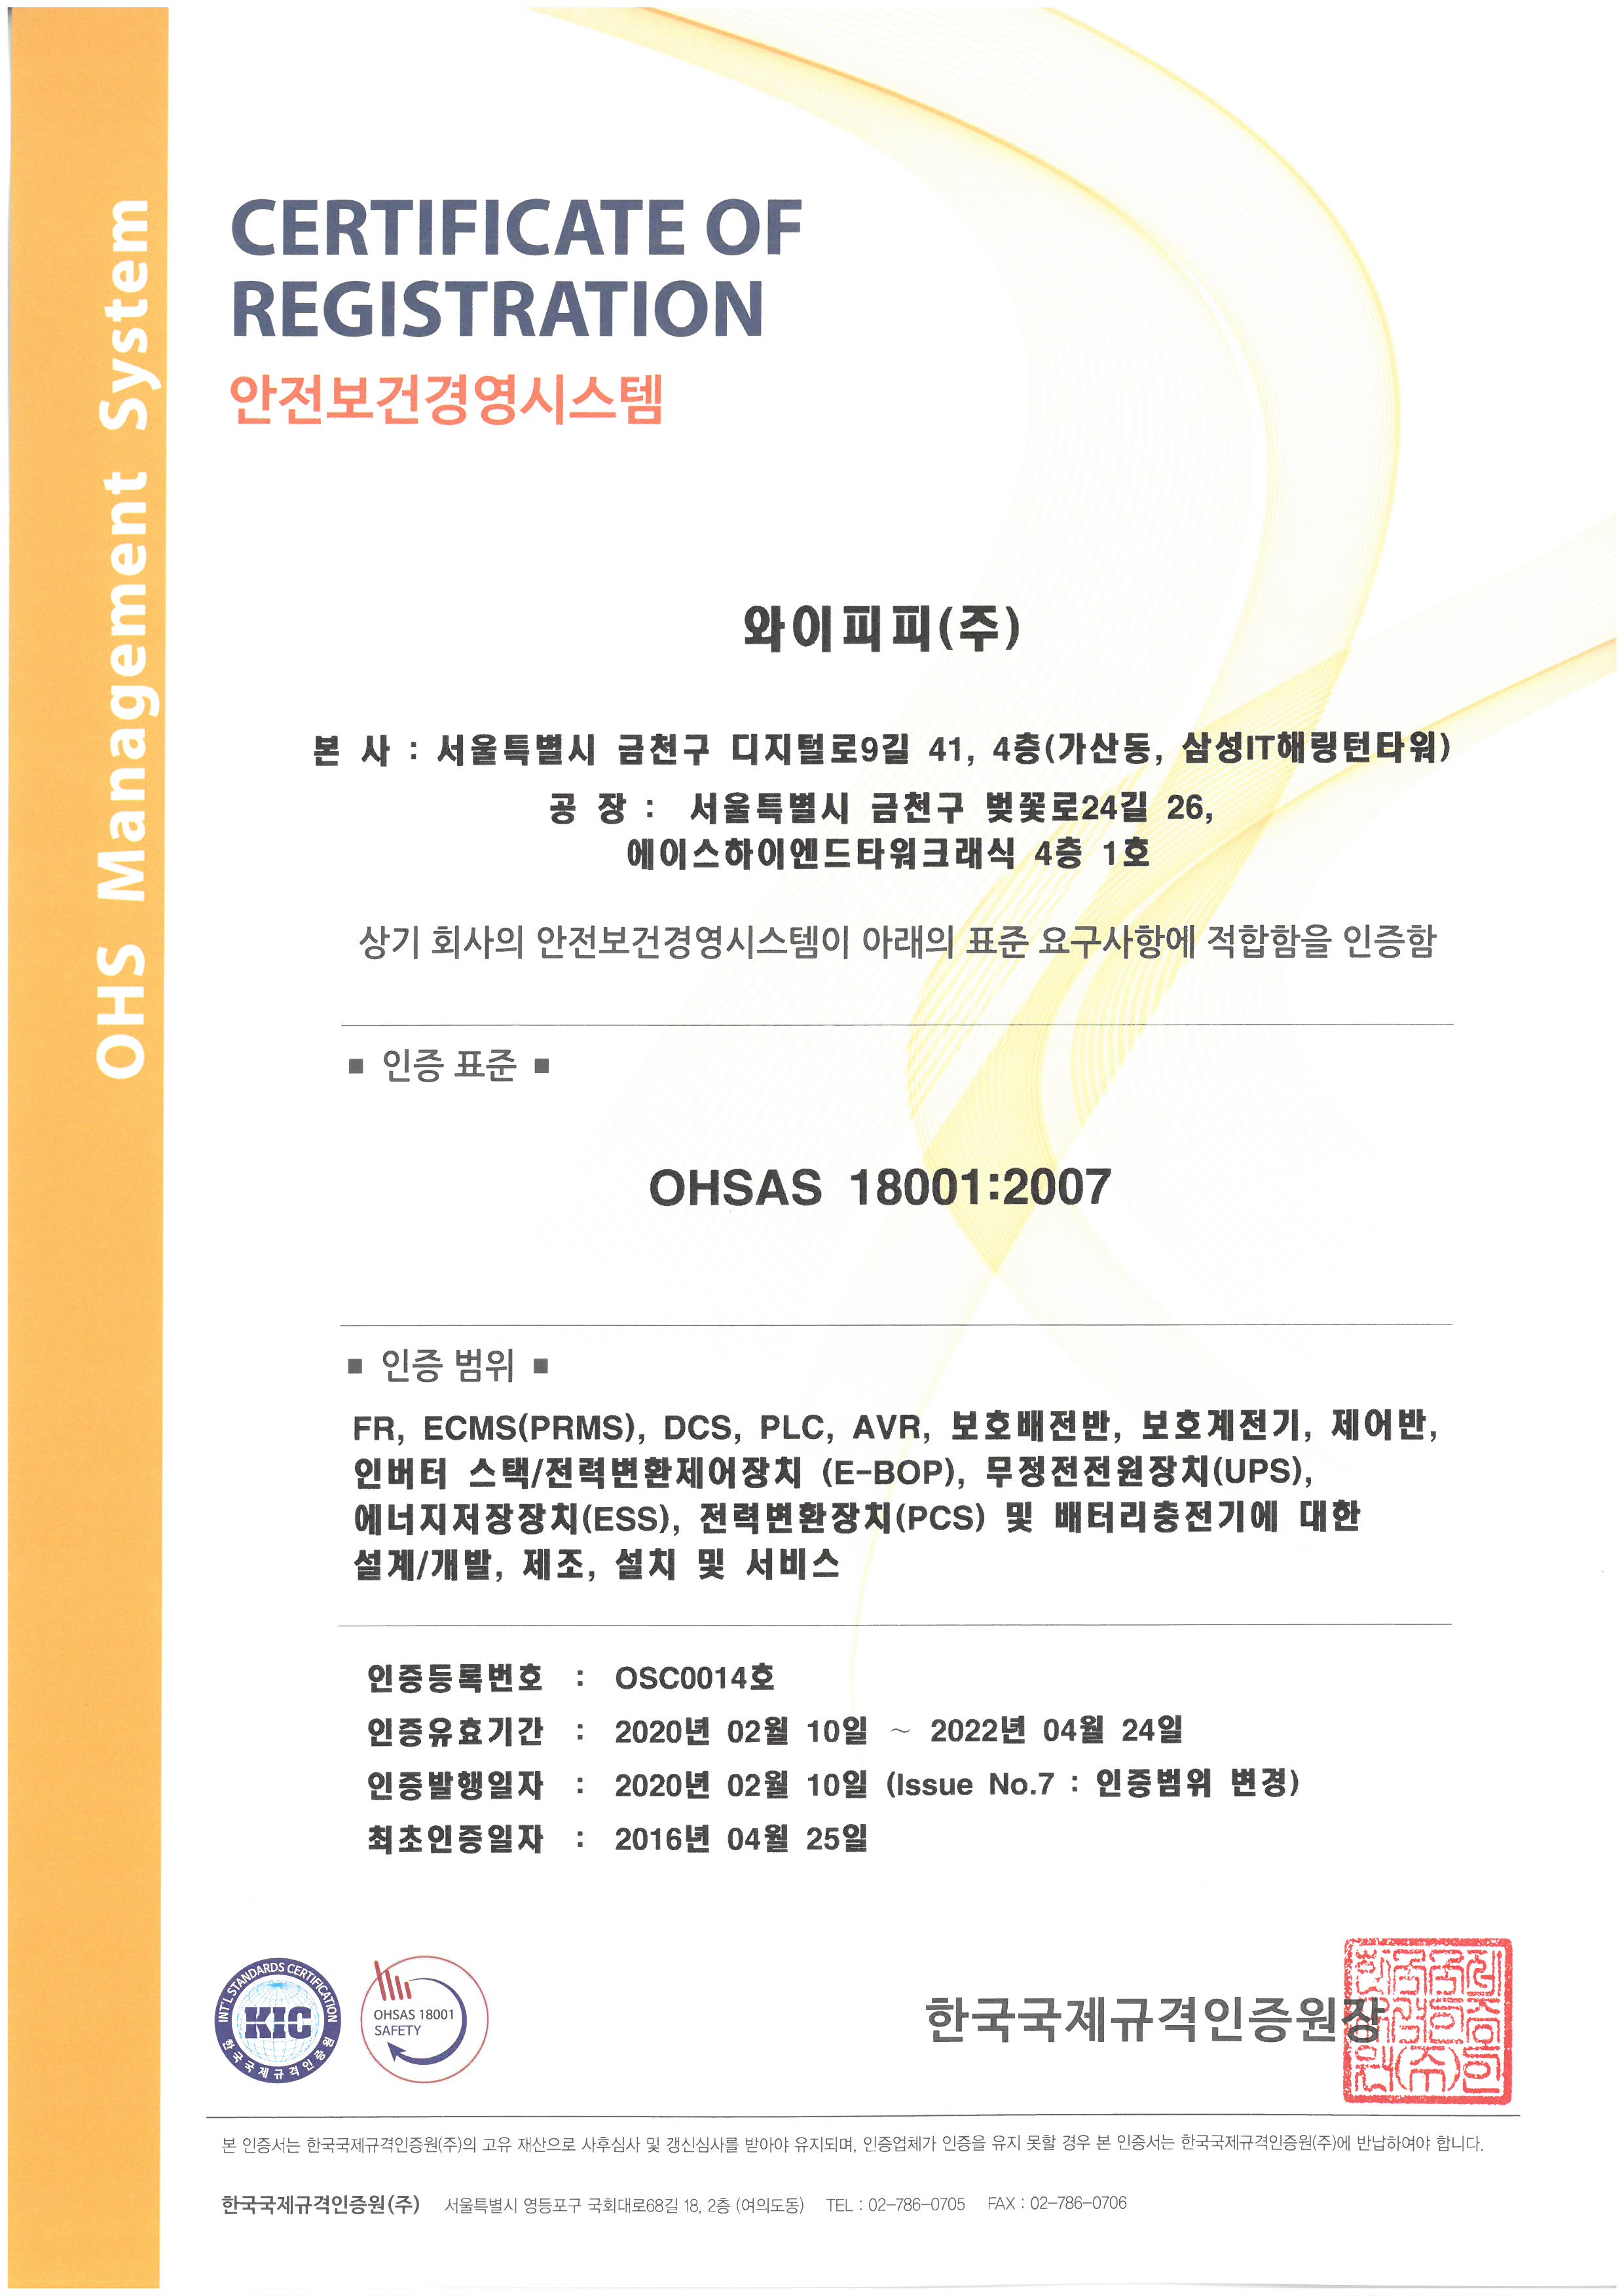 OHS Management System
CERTIFICATE OF
REGISTRATION
안전보건경영시스템
와이피피(주)
본 사 : 서울특별시 금천구 디지털로9길 41, 4층(가산동, 삼성IT해링턴타워)
공 장 : 서울특별시 금천구 벚꽃로24길 26,
에이스하이엔드타워크래식 4층 1호
상기 회사의 안전보건경영시스템이 아래의 표준 요구사항에 적합함을 인증함
■ 인증 표준 ■
OHSAS 18001:2007
■ 인증 범위 ■
FR, ECMS(PRMS), DCS, PLC, AVR, 보호배전반, 보호계전기, 제어반,
인버터 스택/전력변환제어장치 (E-BOP), 무정전전원장치(UPS),
에너지저장장치(ESS), 전력변환장치(PCS) 및 배터리충전기에 대한
설계/개발, 제조, 설치 및 서비스
인증등록번호 : OSC0014호
인증유효기간 : 2020년 02월 10일 ~ 2022년 04월 24일
인증발행일자 : 2020년 02월 10일 (Issue No.7 : 인증범위 변경)
최초인증일자 : 2016년 04월 25일
INT'L STANDARDS CERTIFICATION
KIC
한국국제규격인증원
OHSAS 18001
SAFETY
한국국제규격인증원장
본 인증서는 한국국제규격인증원(주)의 고유 재산으로 사후심사 및 갱신심사를 받아야 유지되며, 인증업체가 인증을 유지 못할 경우 본 인증서는 한국국제규격인증원(주)에 반납하여야 합니다.
한국국제규격인증원(주) 서울특별시 영등포구 국회대로68길 18, 2층 (여의도동) TEL : 02-786-0705 FAX : 02-786-0706